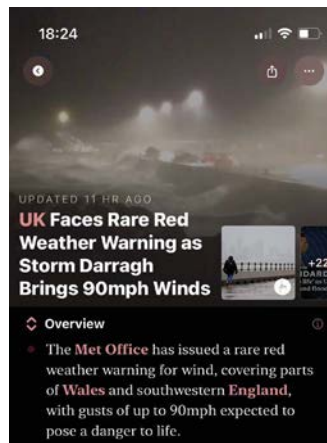 18:24
UPDATED 11 HR AGO
UK Faces Rare Red
Weather Warning as
Storm Darragh
Brings 90mph Winds
+22
Overview
The Met Office has issued a rare red
weather warning for wind, covering parts
of Wales and southwestern England,
with gusts of up to 90mph expected to
pose a danger to life.